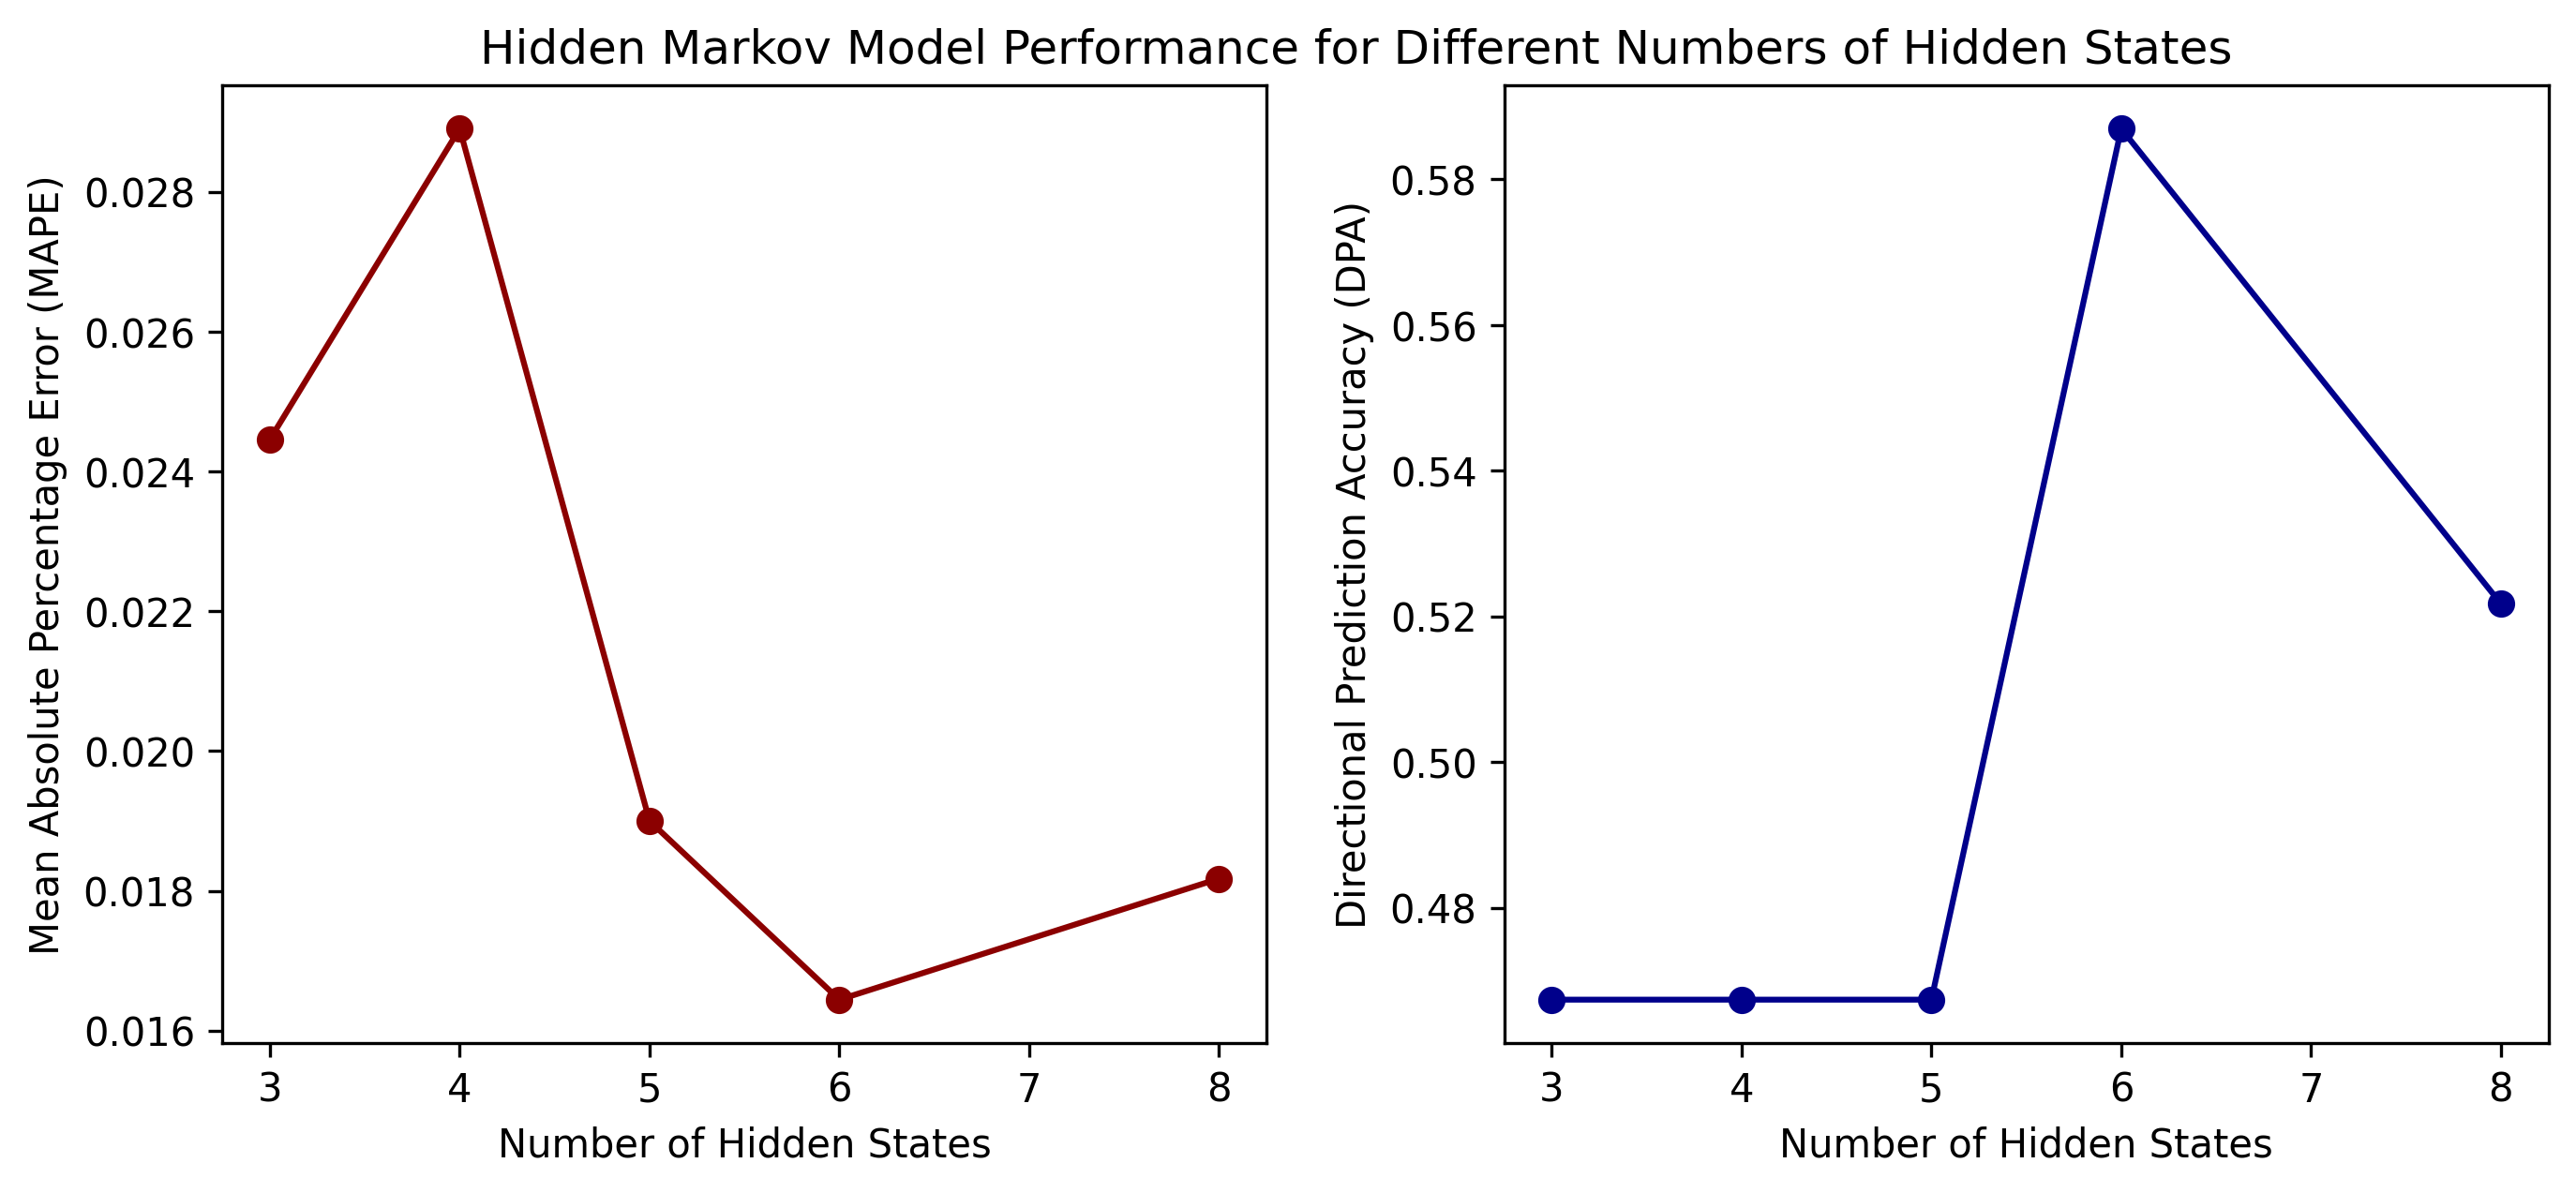 Hidden Markov Model Performance for Different Numbers of Hidden States
Mean Absolute Percentage Error (MAPE)
0.028
0.026
0.024
0.022
0.020
0.018
0.016
3 4 5 6 7 8
Number of Hidden States
Directional Prediction Accuracy (DPA)
0.58
0.56
0.54
0.52
0.50
0.48
3 4 5 6 7 8
Number of Hidden States